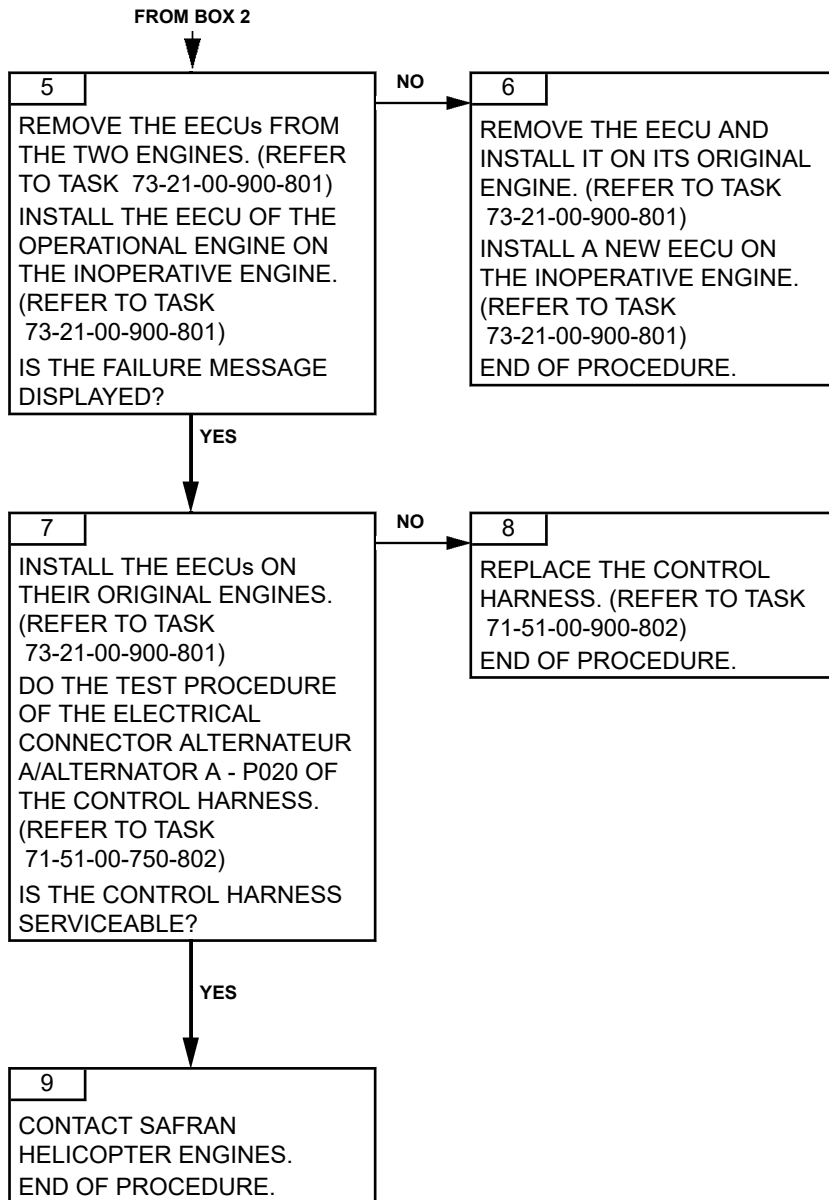 FROM BOX 2
5
REMOVE THE EECUs FROM
THE TWO ENGINES. (REFER
TO TASK 73-21-00-900-801)
INSTALL THE EECU OF THE
OPERATIONAL ENGINE ON
THE INOPERATIVE ENGINE.
(REFER TO TASK
73-21-00-900-801)
IS THE FAILURE MESSAGE
DISPLAYED?
NO
6
REMOVE THE EECU AND
INSTALL IT ON ITS ORIGINAL
ENGINE. (REFER TO TASK
73-21-00-900-801)
INSTALL A NEW EECU ON
THE INOPERATIVE ENGINE.
(REFER TO TASK
73-21-00-900-801)
END OF PROCEDURE.
YES
7
INSTALL THE EECUs ON
THEIR ORIGINAL ENGINES.
(REFER TO TASK
73-21-00-900-801)
DO THE TEST PROCEDURE
OF THE ELECTRICAL
CONNECTOR ALTERNATEUR
A/ALTERNATOR A - P020 OF
THE CONTROL HARNESS.
(REFER TO TASK
71-51-00-750-802)
IS THE CONTROL HARNESS
SERVICEABLE?
NO
8
REPLACE THE CONTROL
HARNESS. (REFER TO TASK
71-51-00-900-802)
END OF PROCEDURE.
YES
9
CONTACT SAFRAN
HELICOPTER ENGINES.
END OF PROCEDURE.